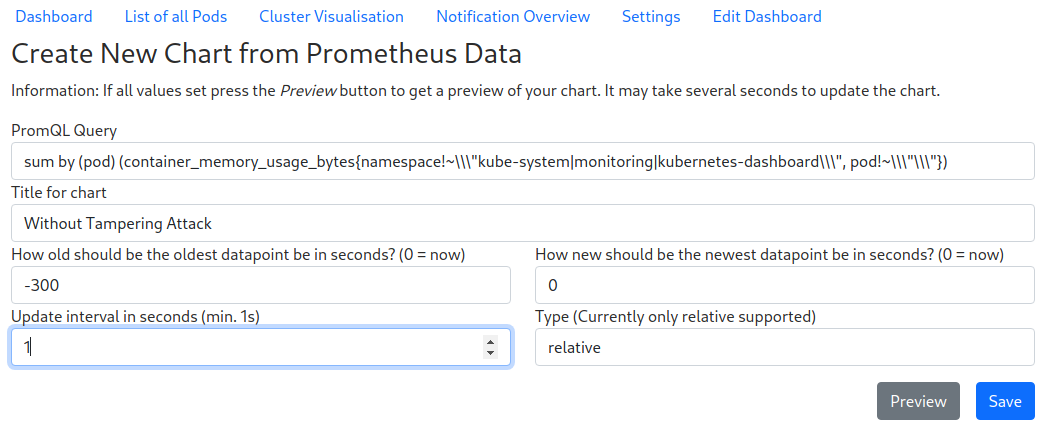 Dashboard List of all Pods Cluster Visualisation Notification Overview Settings Edit Dashboard
Create New Chart from Prometheus Data
Information: If all values set press the Preview button to get a preview of your chart. It may take several seconds to update the chart.
PromQL Query
sum by (pod) (container_memory_usage_bytes{namespace!~\\\"kube-system|monitoring|kubernetes-dashboard\\\", pod!~\\\"\\\"})
Title for chart
Without Tampering Attack
How old should be the oldest datapoint be in seconds? (0 = now) How new should be the newest datapoint be in seconds? (0 = now)
-300 0
Update interval in seconds (min. 1s) Type (Currently only relative supported)
1 relative
Preview Save